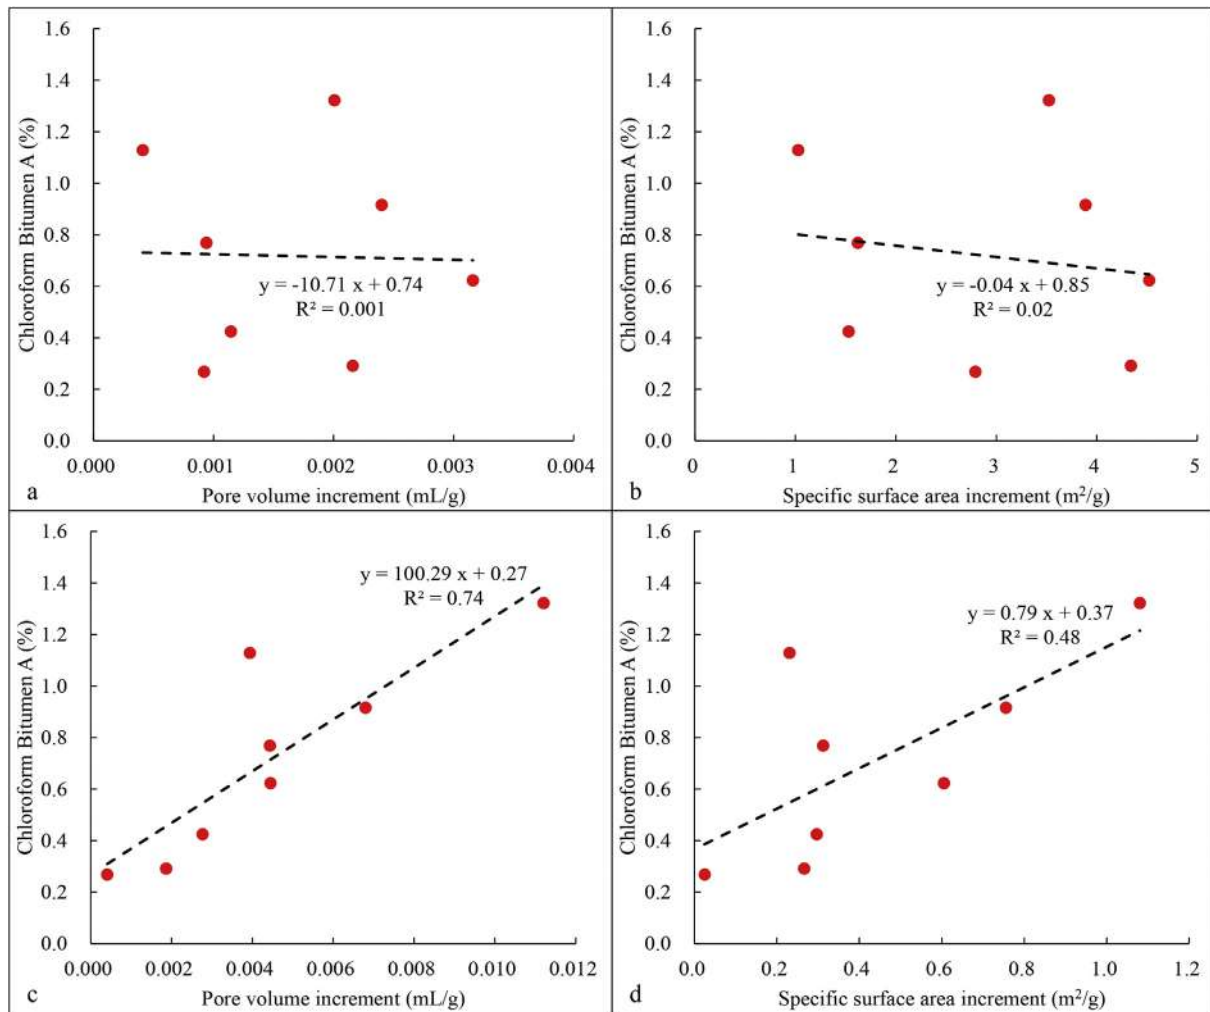 1.6
1.4
1.2
1.0
0.8
0.6
0.4
0.2
0.0
Chloroform Bitumen A (%)
y = -10.71 x + 0.74
R² = 0.001
0.000 0.001 0.002 0.003 0.004
Pore volume increment (mL/g)
a
1.6
1.4
1.2
1.0
0.8
0.6
0.4
0.2
0.0
Chloroform Bitumen A (%)
y = -0.04 x + 0.85
R² = 0.02
0 1 2 3 4 5
Specific surface area increment (m²/g)
b
1.6
1.4
1.2
1.0
0.8
0.6
0.4
0.2
0.0
Chloroform Bitumen A (%)
y = 100.29 x + 0.27
R² = 0.74
0.000 0.002 0.004 0.006 0.008 0.010 0.012
Pore volume increment (mL/g)
c
1.6
1.4
1.2
1.0
0.8
0.6
0.4
0.2
0.0
Chloroform Bitumen A (%)
y = 0.79 x + 0.37
R² = 0.48
0.0 0.2 0.4 0.6 0.8 1.0 1.2
Specific surface area increment (m²/g)
d